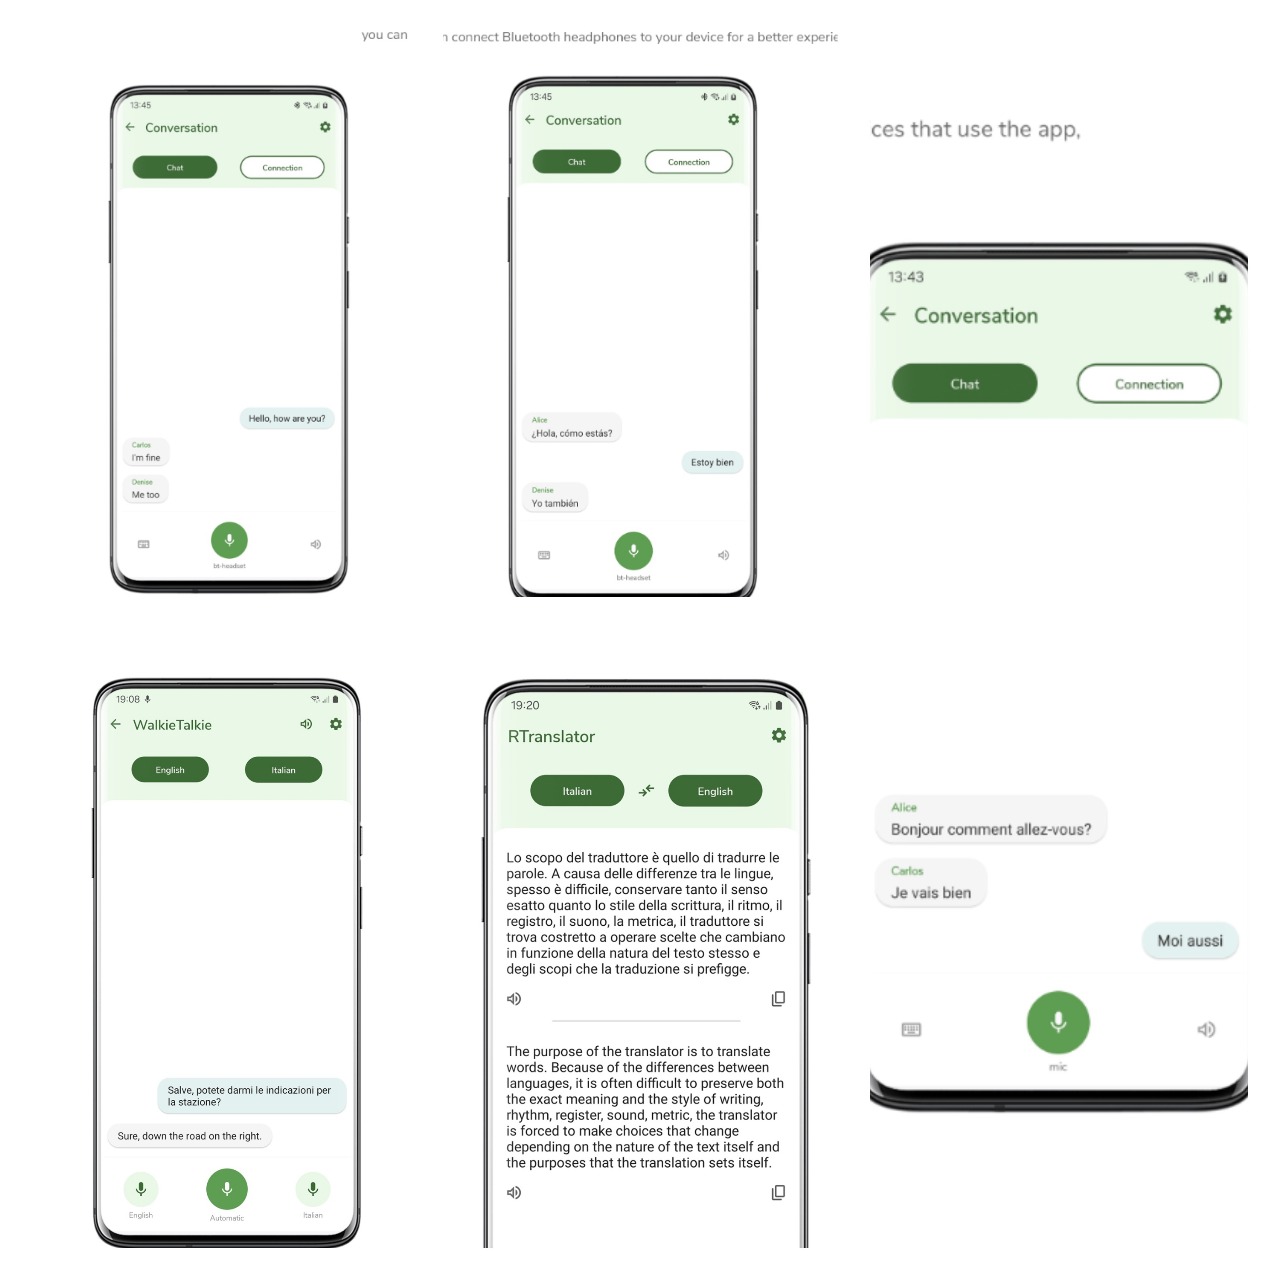 you can
connect Bluetooth headphones to your device for a better
13:45
Conversation
Chat
Connection
Hello, how are you?
Carlos
I'm fine
Denise
Me too
bt-headset
13:45
Conversation
Chat
Connection
Alice
¿Hola, cómo estás?
Estoy bien
Denise
Yo también
bt-headset
ces that use the app,
13:43
Conversation
Chat
Connection
Alice
Bonjour comment allez-vous?
Carlos
Je vais bien
Moi aussi
mic
19:08
WalkieTalkie
English
Italian
Salve, potete darmi le indicazioni per
la stazione?
Sure, down the road on the right.
English
Automatic
Italian
19:20
RTranslator
Italian
English
Lo scopo del traduttore è quello di tradurre le
parole. A causa delle differenze tra le lingue,
spesso è difficile, conservare tanto il senso
esatto quanto lo stile della scrittura, il ritmo, il
registro, il suono, la metrica, il traduttore si
trova costretto a operare scelte che cambiano
in funzione della natura del testo stesso e
degli scopi che la traduzione si prefigge.
The purpose of the translator is to translate
words. Because of the differences between
languages, it is often difficult to preserve both
the exact meaning and the style of writing,
rhythm, register, sound, metric, the translator
is forced to make choices that change
depending on the nature of the text itself and
the purposes that the translation sets itself.